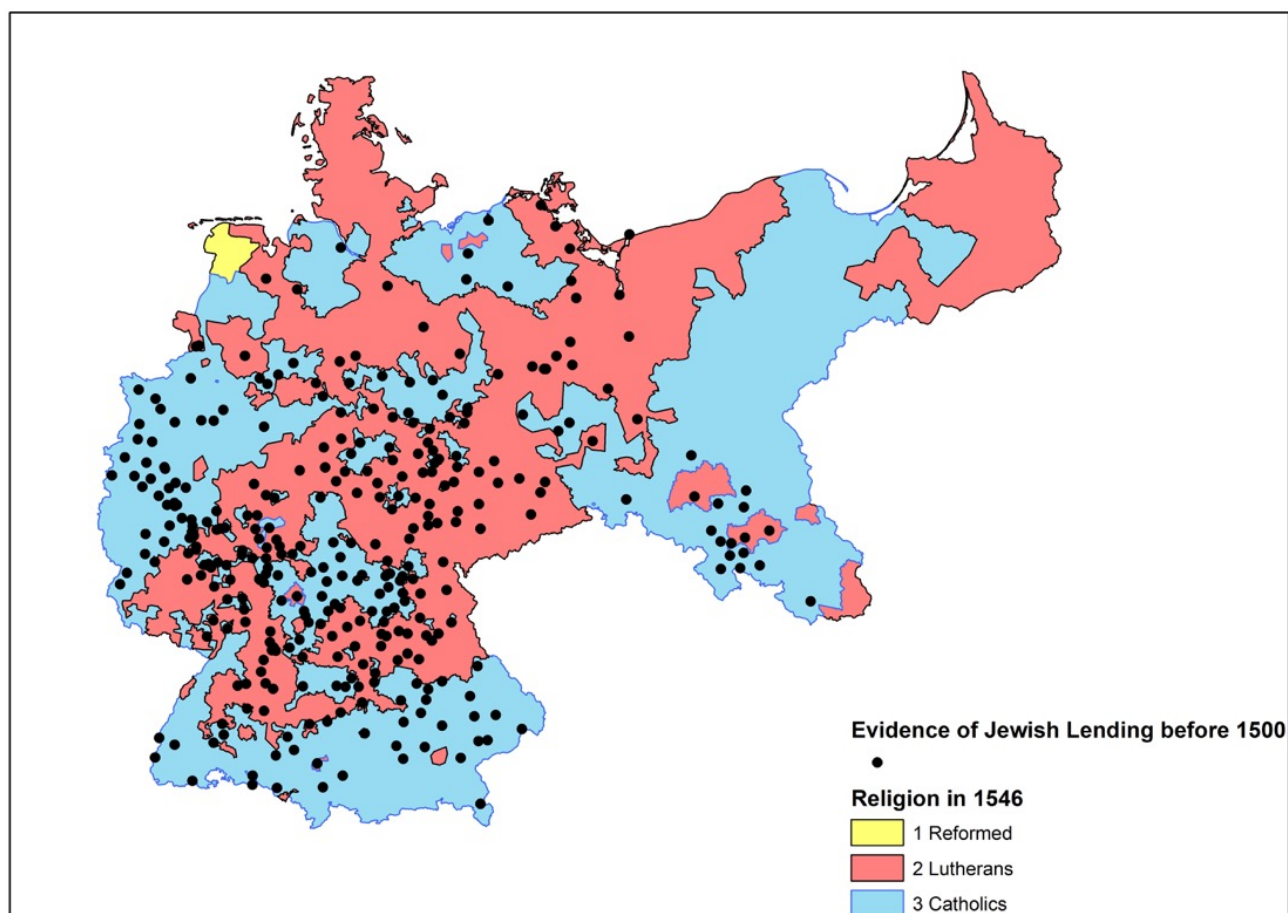 Evidence of Jewish Lending before 1500
Religion in 1546
1 Reformed
2 Lutherans
3 Catholics